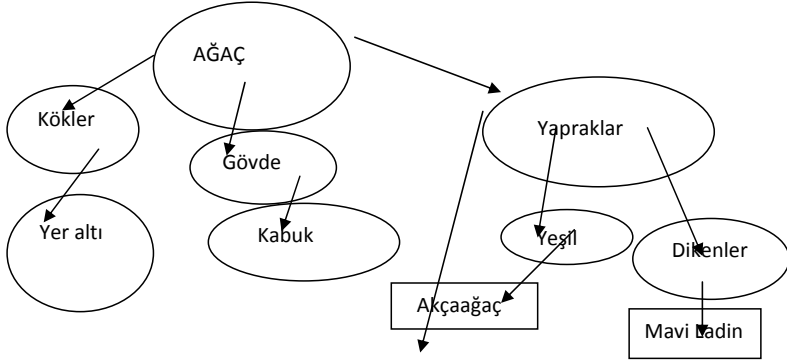 AĞAÇ
Kökler
Yapraklar
Gövde
Yer altı
Kabuk
Yeşil
Dikenler
Akçaağaç
Mavi Ladin